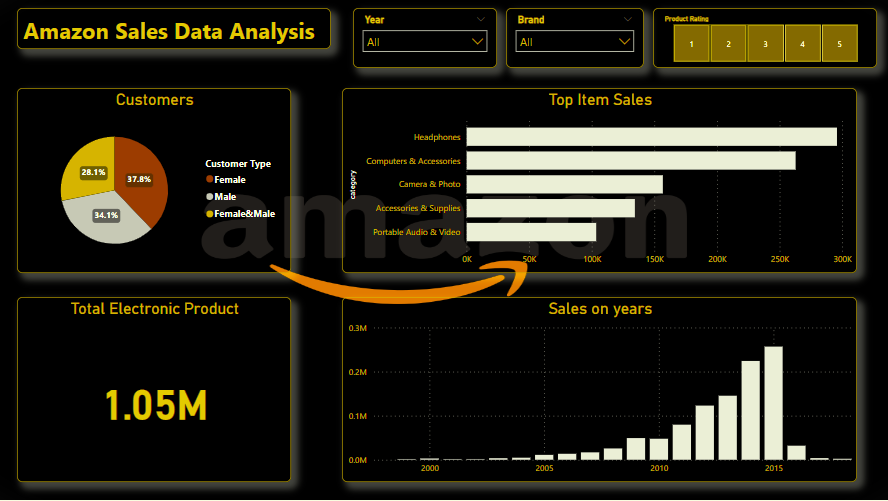 Amazon Sales Data Analysis
Year
All
Brand
All
Product Rating
1 2 3 4 5
Customers
28.1%
37.8%
34.1%
Customer Type
Female
Male
Female&Male
Top Item Sales
category
Headphones
Computers & Accessories
Camera & Photo
Accessories & Supplies
Portable Audio & Video
0K 50K 100K 150K 200K 250K 300K
amazon
Total Electronic Product
1.05M
Sales on years
0.3M
0.2M
0.1M
0.0M
2000 2005 2010 2015